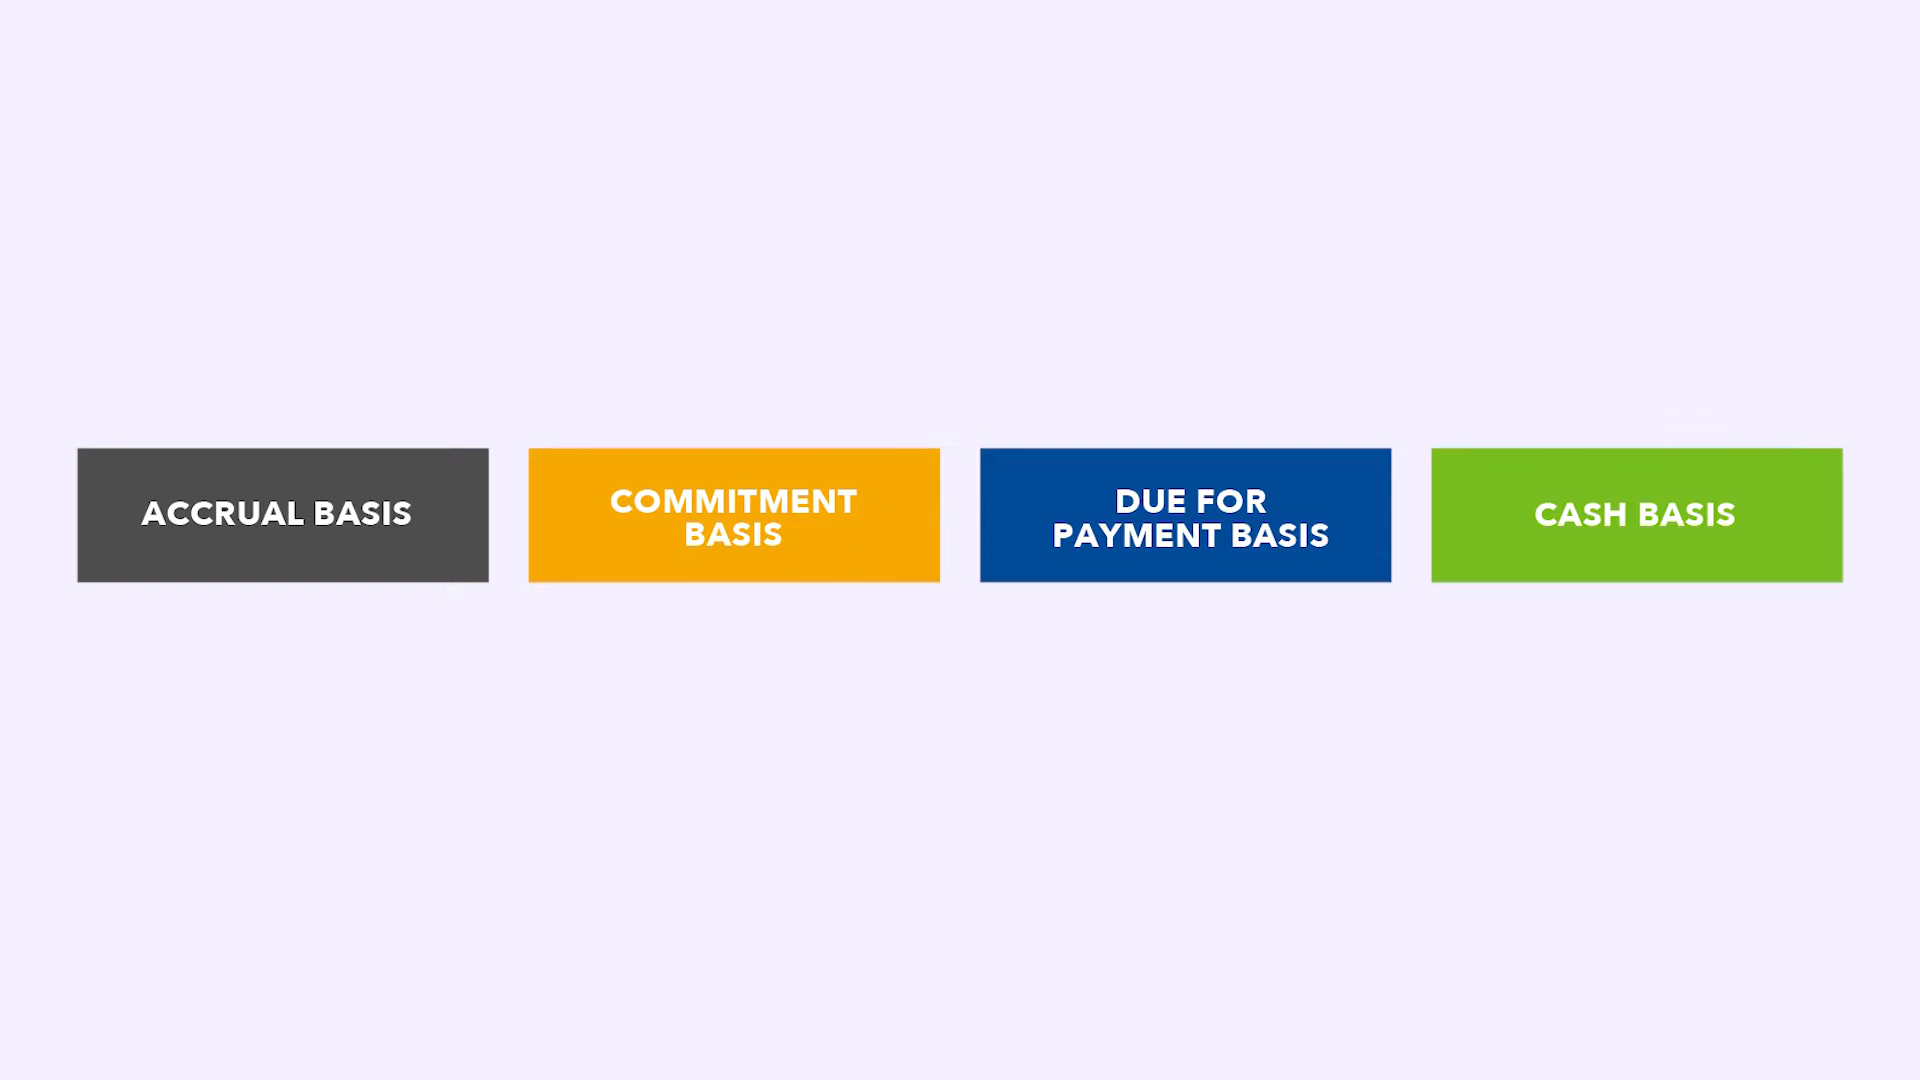 ACCRUAL BASIS
COMMITMENT
BASIS
DUE FOR
PAYMENT BASIS
CASH BASIS